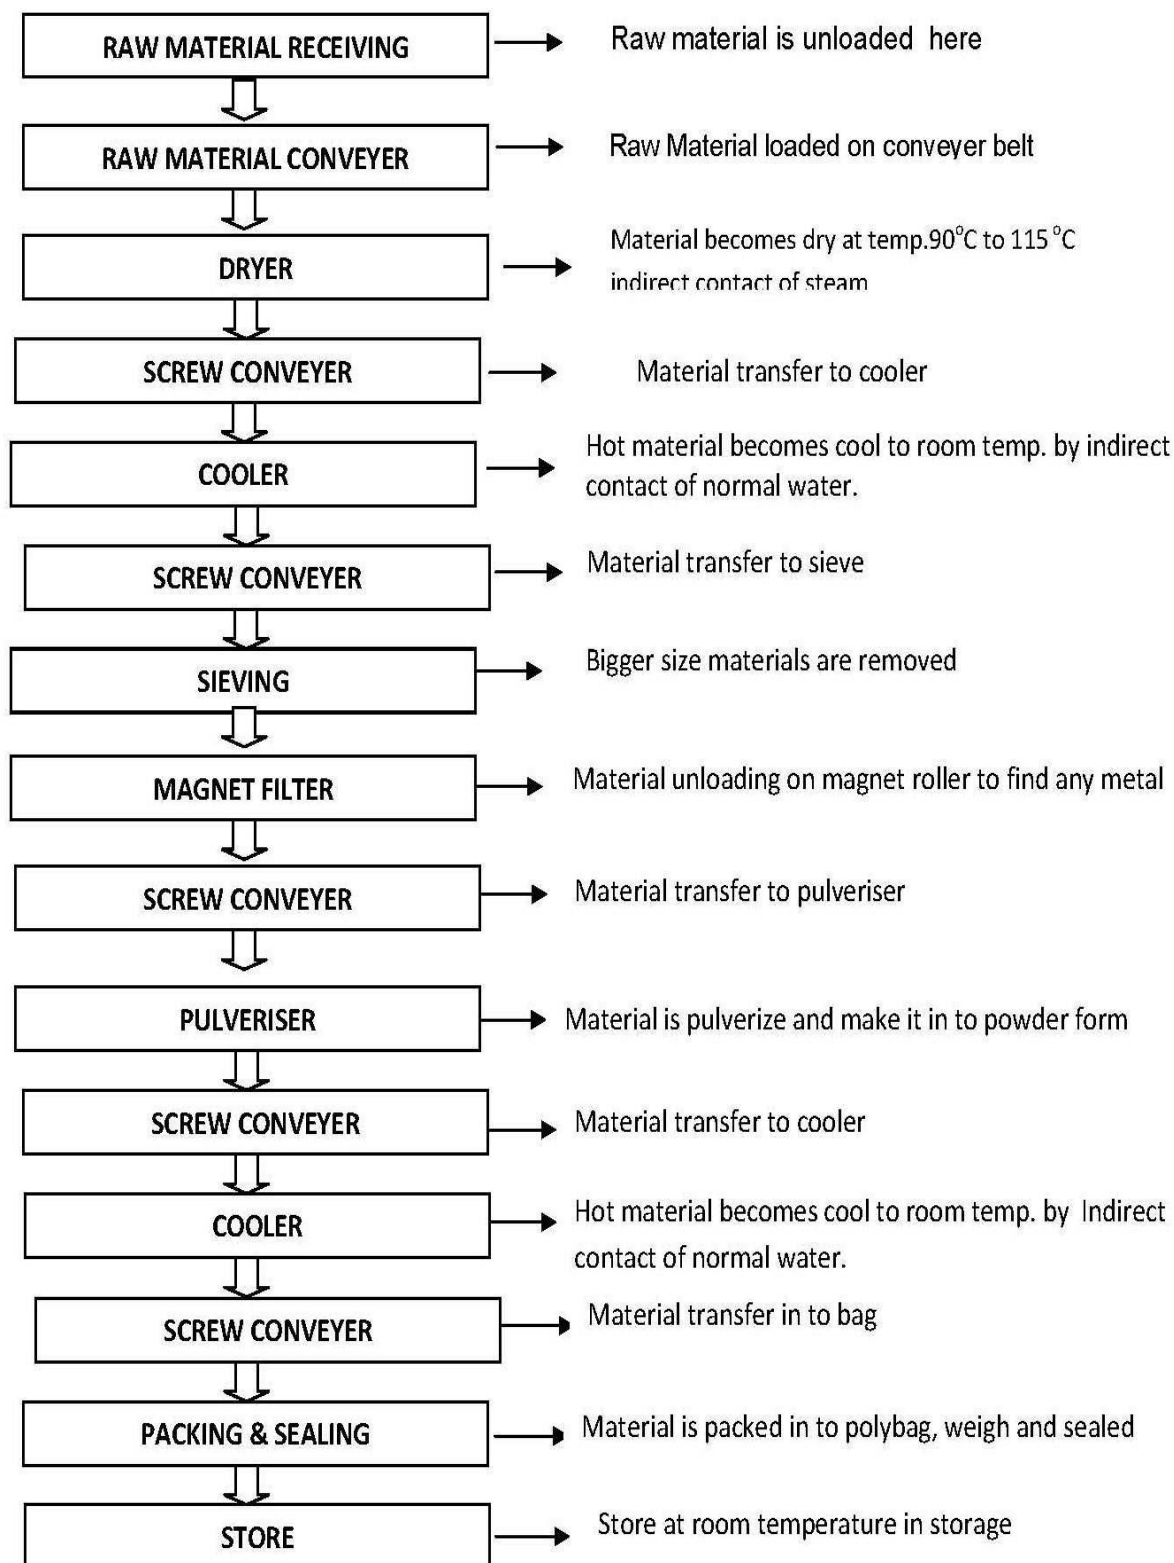 RAW MATERIAL RECEIVING
Raw material is unloaded here
RAW MATERIAL CONVEYER
Raw Material loaded on conveyer belt
DRYER
Material becomes dry at temp.90°C to 115 °C
indirect contact of steam
SCREW CONVEYER
Material transfer to cooler
COOLER
Hot material becomes cool to room temp. by indirect
contact of normal water.
SCREW CONVEYER
Material transfer to sieve
SIEVING
Bigger size materials are removed
MAGNET FILTER
Material unloading on magnet roller to find any metal
SCREW CONVEYER
Material transfer to pulveriser
PULVERISER
Material is pulverize and make it in to powder form
SCREW CONVEYER
Material transfer to cooler
COOLER
Hot material becomes cool to room temp. by Indirect
contact of normal water.
SCREW CONVEYER
Material transfer in to bag
PACKING & SEALING
Material is packed in to polybag, weigh and sealed
STORE
Store at room temperature in storage